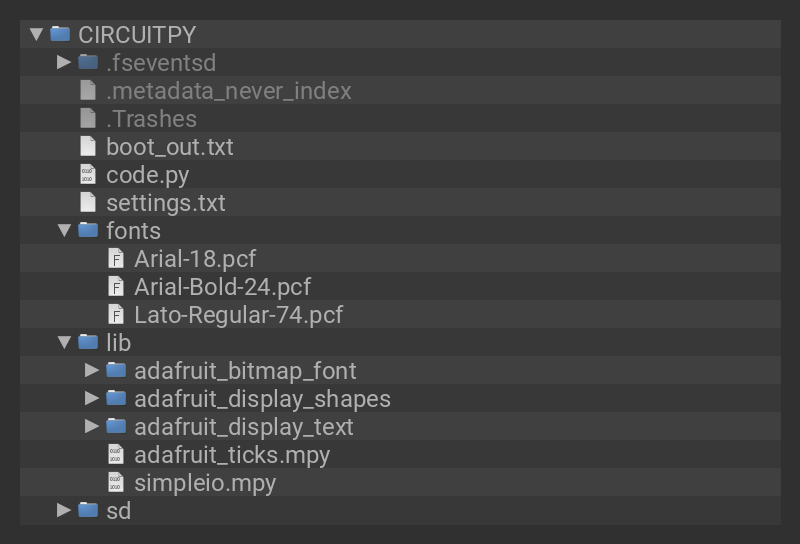 CIRCUITPY
.fseventsd
.metadata_never_index
.Trashes
boot_out.txt
code.py
settings.txt
fonts
Arial-18.pcf
Arial-Bold-24.pcf
Lato-Regular-74.pcf
lib
adafruit_bitmap_font
adafruit_display_shapes
adafruit_display_text
adafruit_ticks.mpy
simpleio.mpy
sd